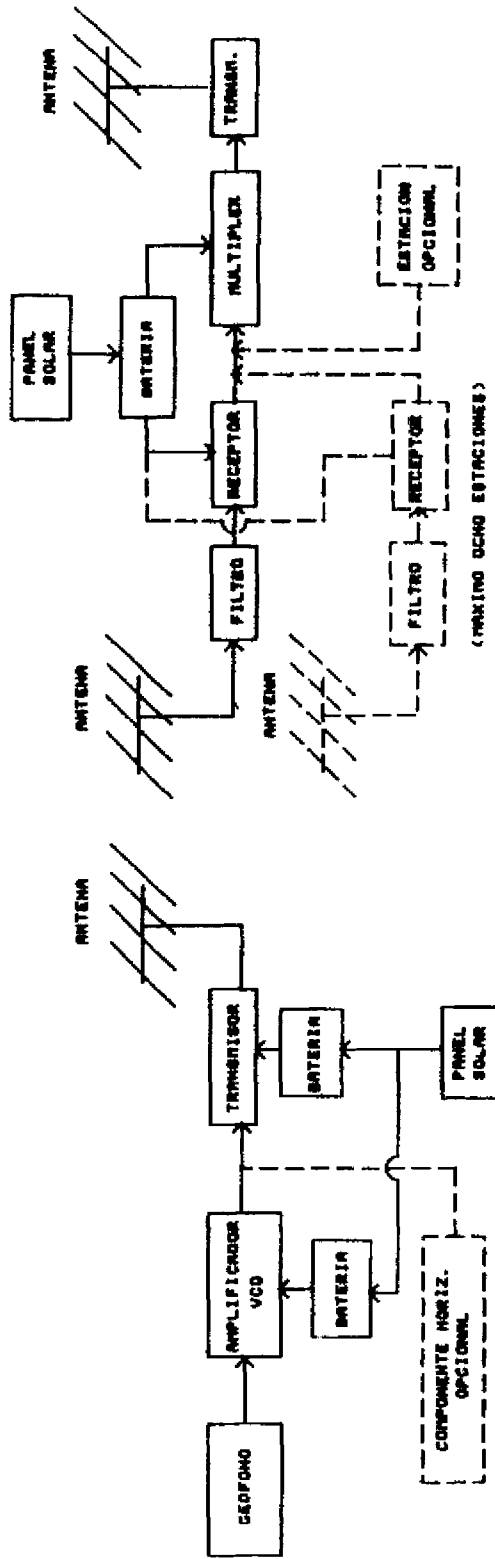 GEOFONO
AMPLIFICADOR
VCO
TRANSMISOR
ANTENA
BATERIA
BATERIA
PANEL
SOLAR
COMPONENTE HORIZ.
OPCIONAL
ANTENA
FILTRO
RECEPTOR
MULTIPLEX
TRANSM.
ANTENA
PANEL
SOLAR
BATERIA
ANTENA
FILTRO
RECEPTOR
ESTACION
OPCIONAL
(MAXIMO OCHO ESTACIONES)